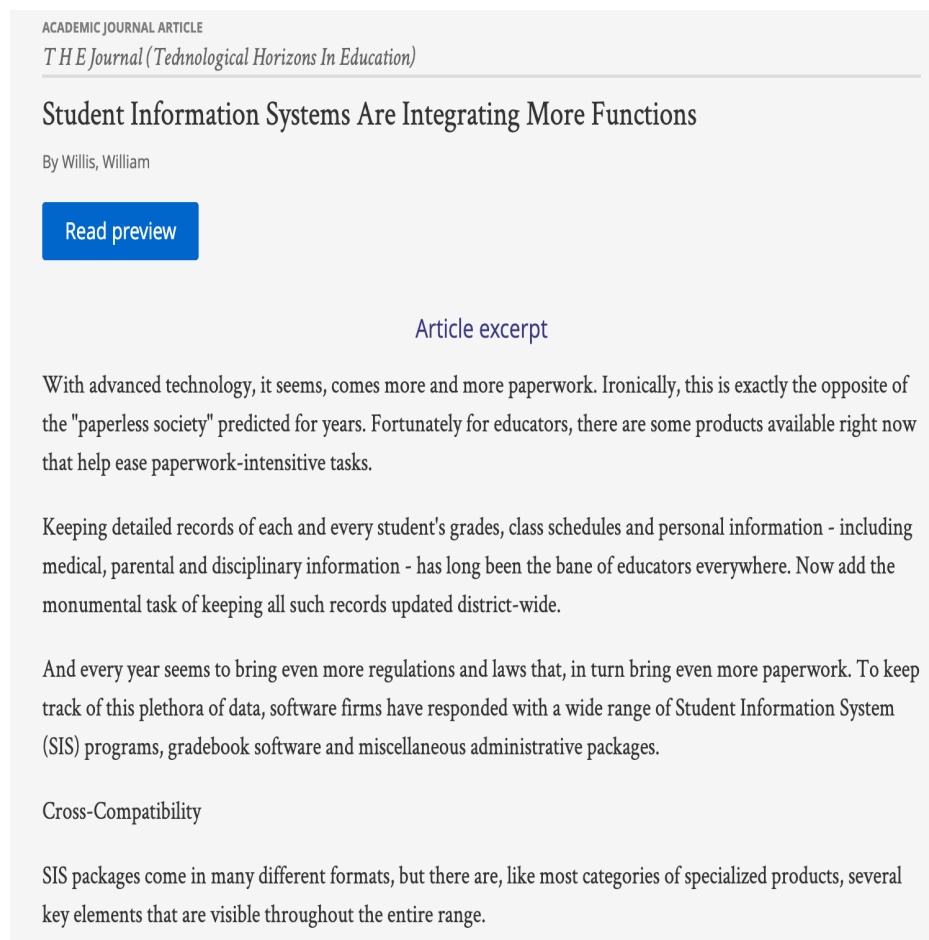 ACADEMIC JOURNAL ARTICLE
T H E Journal (Technological Horizons In Education)
Student Information Systems Are Integrating More Functions
By Willis, William
Read preview
Article excerpt
With advanced technology, it seems, comes more and more paperwork. Ironically, this is exactly the opposite of
the "paperless society" predicted for years. Fortunately for educators, there are some products available right now
that help ease paperwork-intensitive tasks.
Keeping detailed records of each and every student's grades, class schedules and personal information - including
medical, parental and disciplinary information - has long been the bane of educators everywhere. Now add the
monumental task of keeping all such records updated district-wide.
And every year seems to bring even more regulations and laws that, in turn bring even more paperwork. To keep
track of this plethora of data, software firms have responded with a wide range of Student Information System
(SIS) programs, gradebook software and miscellaneous administrative packages.
Cross-Compatibility
SIS packages come in many different formats, but there are, like most categories of specialized products, several
key elements that are visible throughout the entire range.